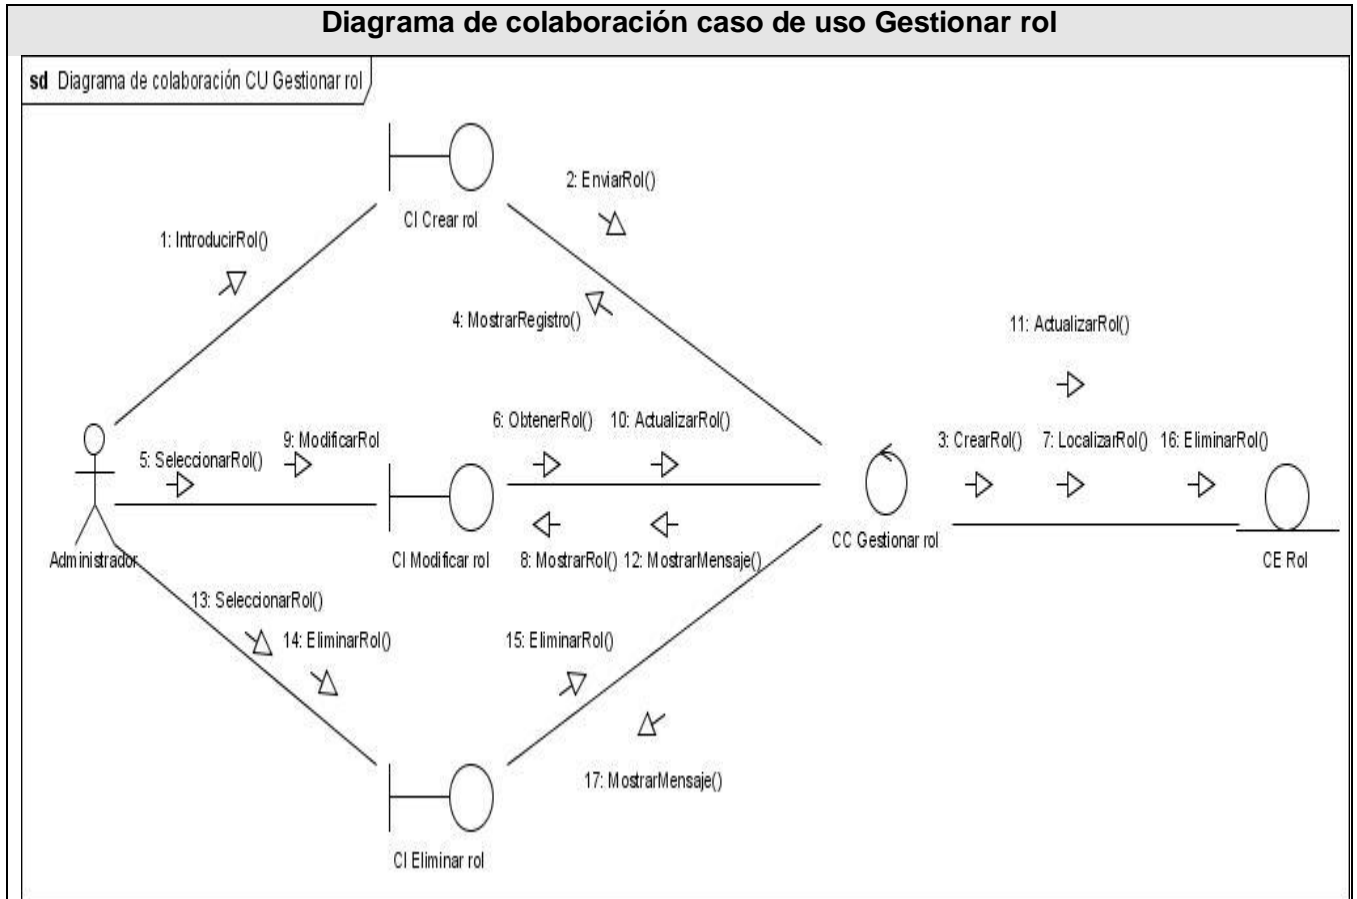 Diagrama de colaboración caso de uso Gestionar rol
sd Diagrama de colaboración CU Gestionar rol
2: EnviarRol()
CI Crear rol
1: IntroducirRol()
4: MostrarRegistro()
11: ActualizarRol()
6: ObtenerRol() 10: ActualizarRol()
9: ModificarRol
3: CrearRol() 7: LocalizarRol() 16: EliminarRol()
5: SeleccionarRol()
CC Gestionar rol
Administrador
CI Modificar rol
8: MostrarRol() 12: MostrarMensaje()
CE Rol
13: SeleccionarRol()
14: EliminarRol()
15: EliminarRol()
17: MostrarMensaje()
CI Eliminar rol